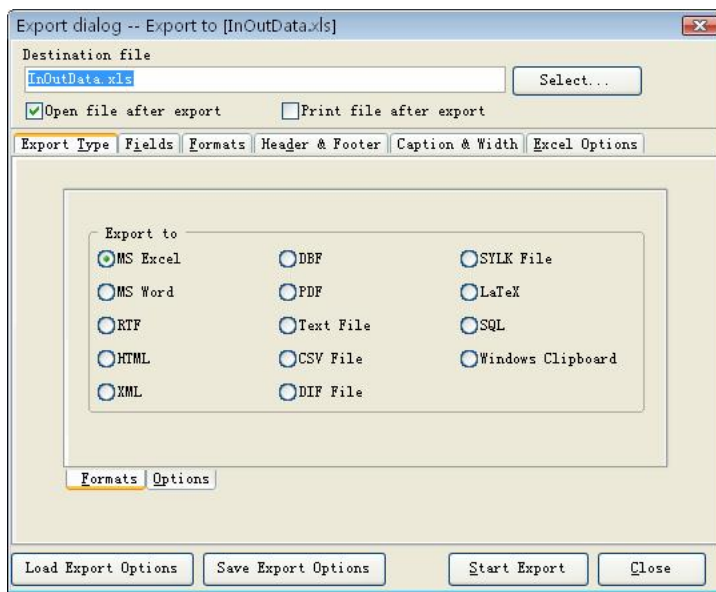 Export dialog -- Export to [InOutData.xls]
Destination file
InOutData.xls
Select...
Open file after export Print file after export
Export Type Fields Formats Header & Footer Caption & Width Excel Options
Export to
MS Excel DBF SYLK File
MS Word PDF LaTeX
RTF Text File SQL
HTML CSV File Windows Clipboard
XML DIF File
Formats Options
Load Export Options Save Export Options Start Export Close